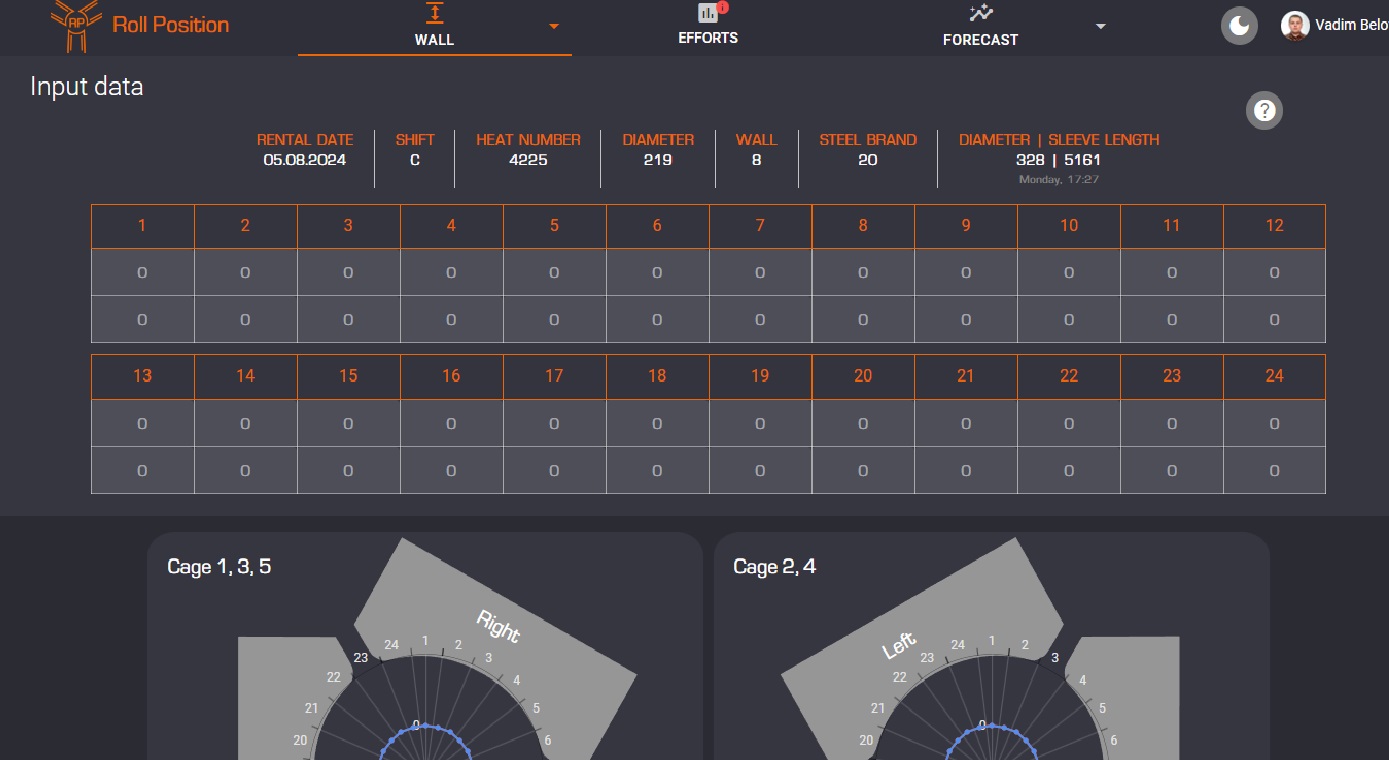 RP Roll Position
WALL
EFFORTS
FORECAST
Vadim Belo
Input data
?
RENTAL DATE SHIFT HEAT NUMBER DIAMETER WALL STEEL BRAND DIAMETER | SLEEVE LENGTH
05.08.2024 C 4225 219 8 20 328 | 5161
Monday, 17:27
1 2 3 4 5 6 7 8 9 10 11 12
0 0 0 0 0 0 0 0 0 0 0 0
0 0 0 0 0 0 0 0 0 0 0 0
13 14 15 16 17 18 19 20 21 22 23 24
0 0 0 0 0 0 0 0 0 0 0 0
0 0 0 0 0 0 0 0 0 0 0 0
Cage 1, 3, 5
Right
24 1 2
23 3
22 4
21 5
20 6
0
Cage 2, 4
Left
24 1 2
23 3
22 4
21 5
20 6
0